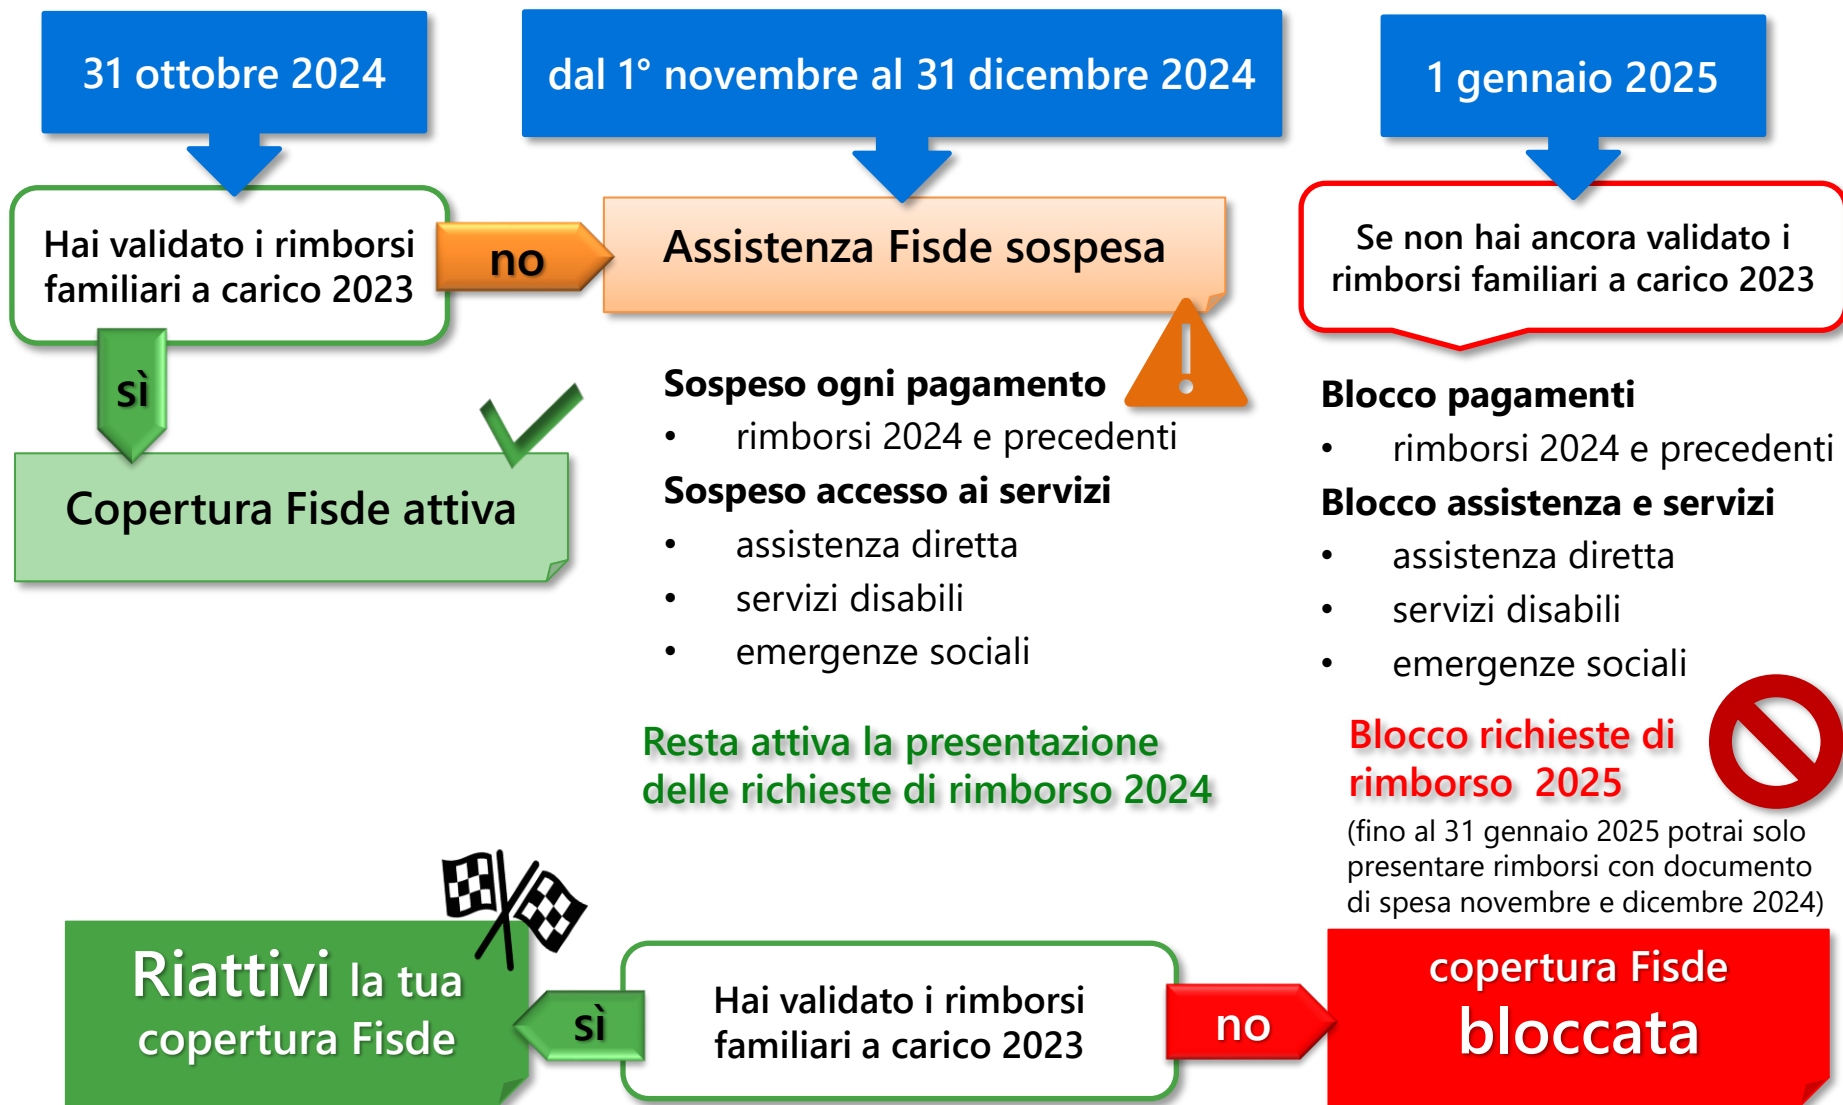 31 ottobre 2024
dal 1° novembre al 31 dicembre 2024
1 gennaio 2025
Hai validato i rimborsi
familiari a carico 2023
no
Assistenza Fisde sospesa
Se non hai ancora validato i
rimborsi familiari a carico 2023
sì
Copertura Fisde attiva
Sospeso ogni pagamento
• rimborsi 2024 e precedenti
Sospeso accesso ai servizi
• assistenza diretta
• servizi disabili
• emergenze sociali
Resta attiva la presentazione
delle richieste di rimborso 2024
Blocco pagamenti
• rimborsi 2024 e precedenti
Blocco assistenza e servizi
• assistenza diretta
• servizi disabili
• emergenze sociali
Blocco richieste di
rimborso 2025
(fino al 31 gennaio 2025 potrai solo
presentare rimborsi con documento
di spesa novembre e dicembre 2024)
Riattivi la tua
copertura Fisde
sì
Hai validato i rimborsi
familiari a carico 2023
no
copertura Fisde
bloccata